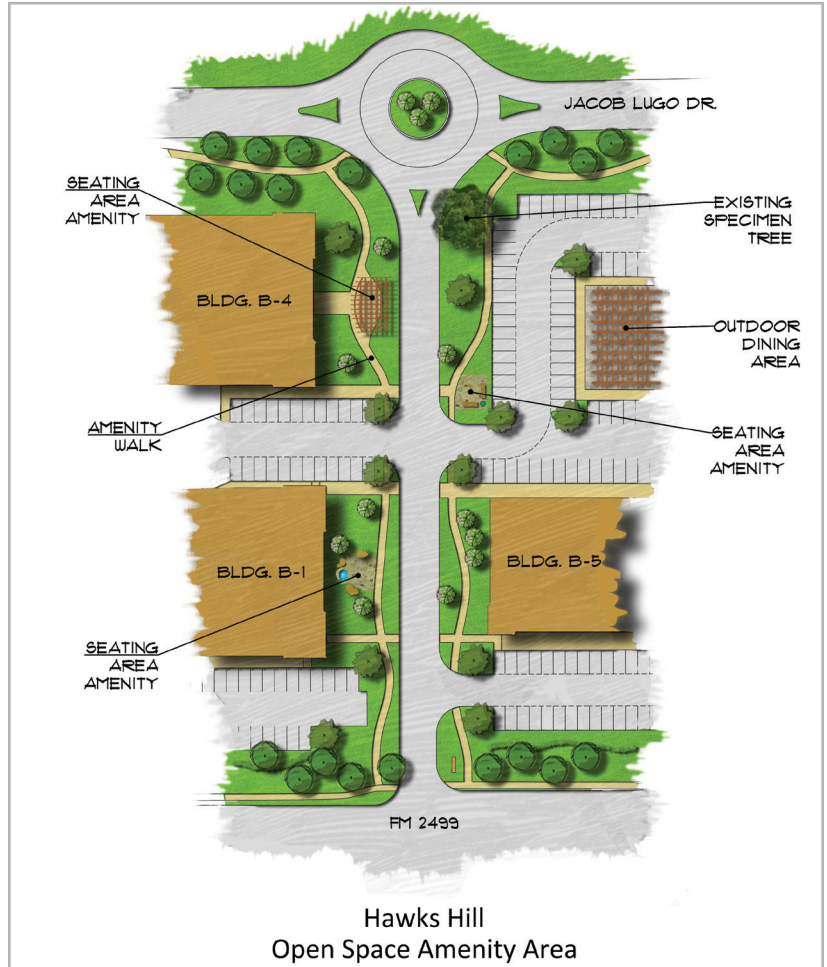 JACOB LUGO DR.
SEATING
AREA
AMENITY
EXISTING
SPECIMEN
TREE
BLDG. B-4
OUTDOOR
DINING
AREA
AMENITY
WALK
SEATING
AREA
AMENITY
BLDG. B-1
BLDG. B-5
SEATING
AREA
AMENITY
FM 2499
Hawks Hill
Open Space Amenity Area